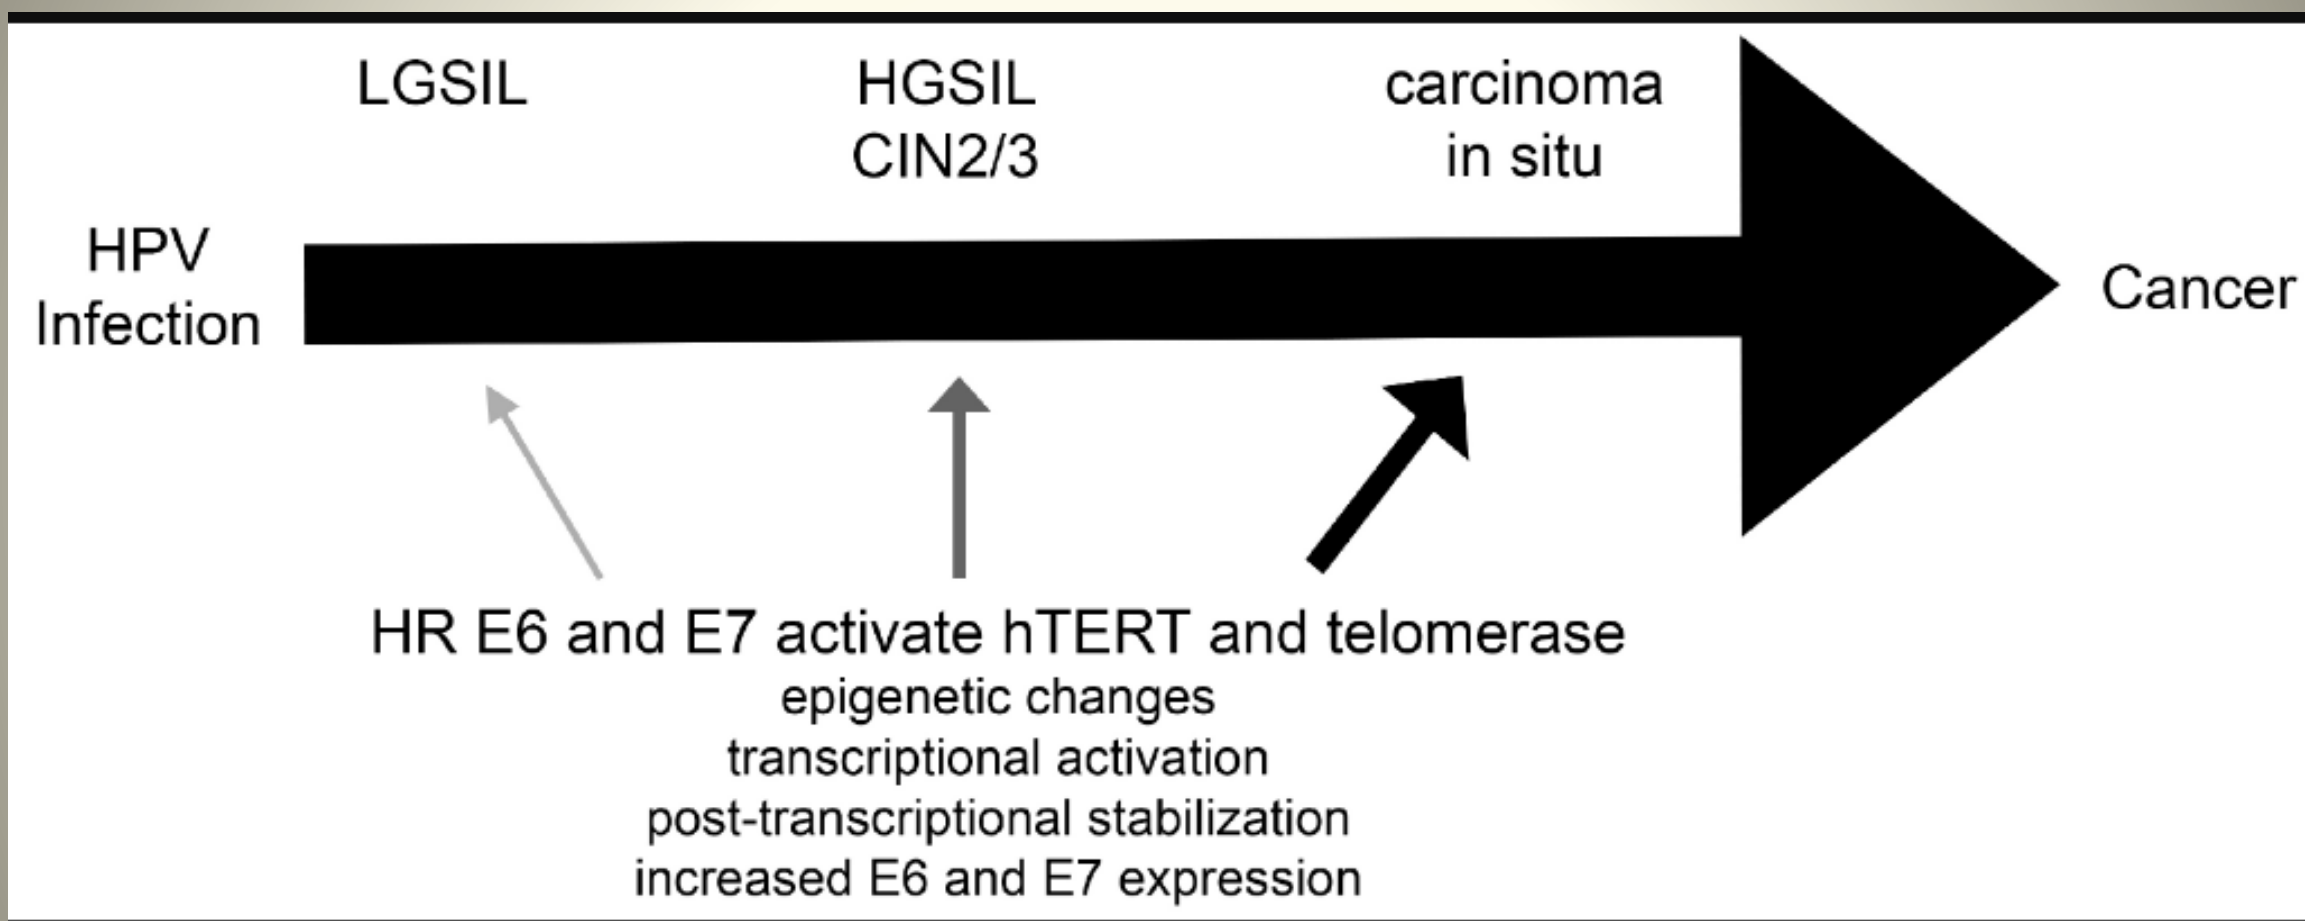 LGSIL
HGSIL
CIN2/3
carcinoma
in situ
HPV
Infection
Cancer
HR E6 and E7 activate hTERT and telomerase
epigenetic changes
transcriptional activation
post-transcriptional stabilization
increased E6 and E7 expression